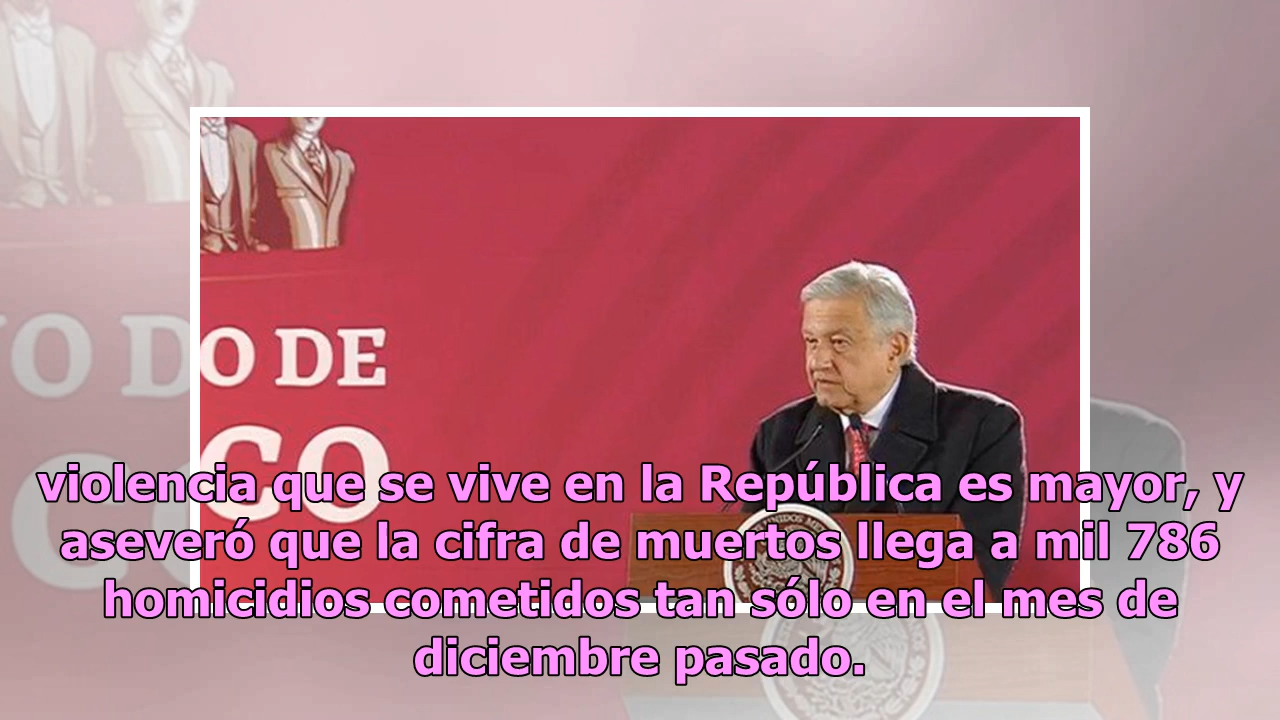 O DE
CO
violencia que se vive en la República es mayor, y
aseveró que la cifra de muertos llega a mil 786
homicidios cometidos tan sólo en el mes de
diciembre pasado.